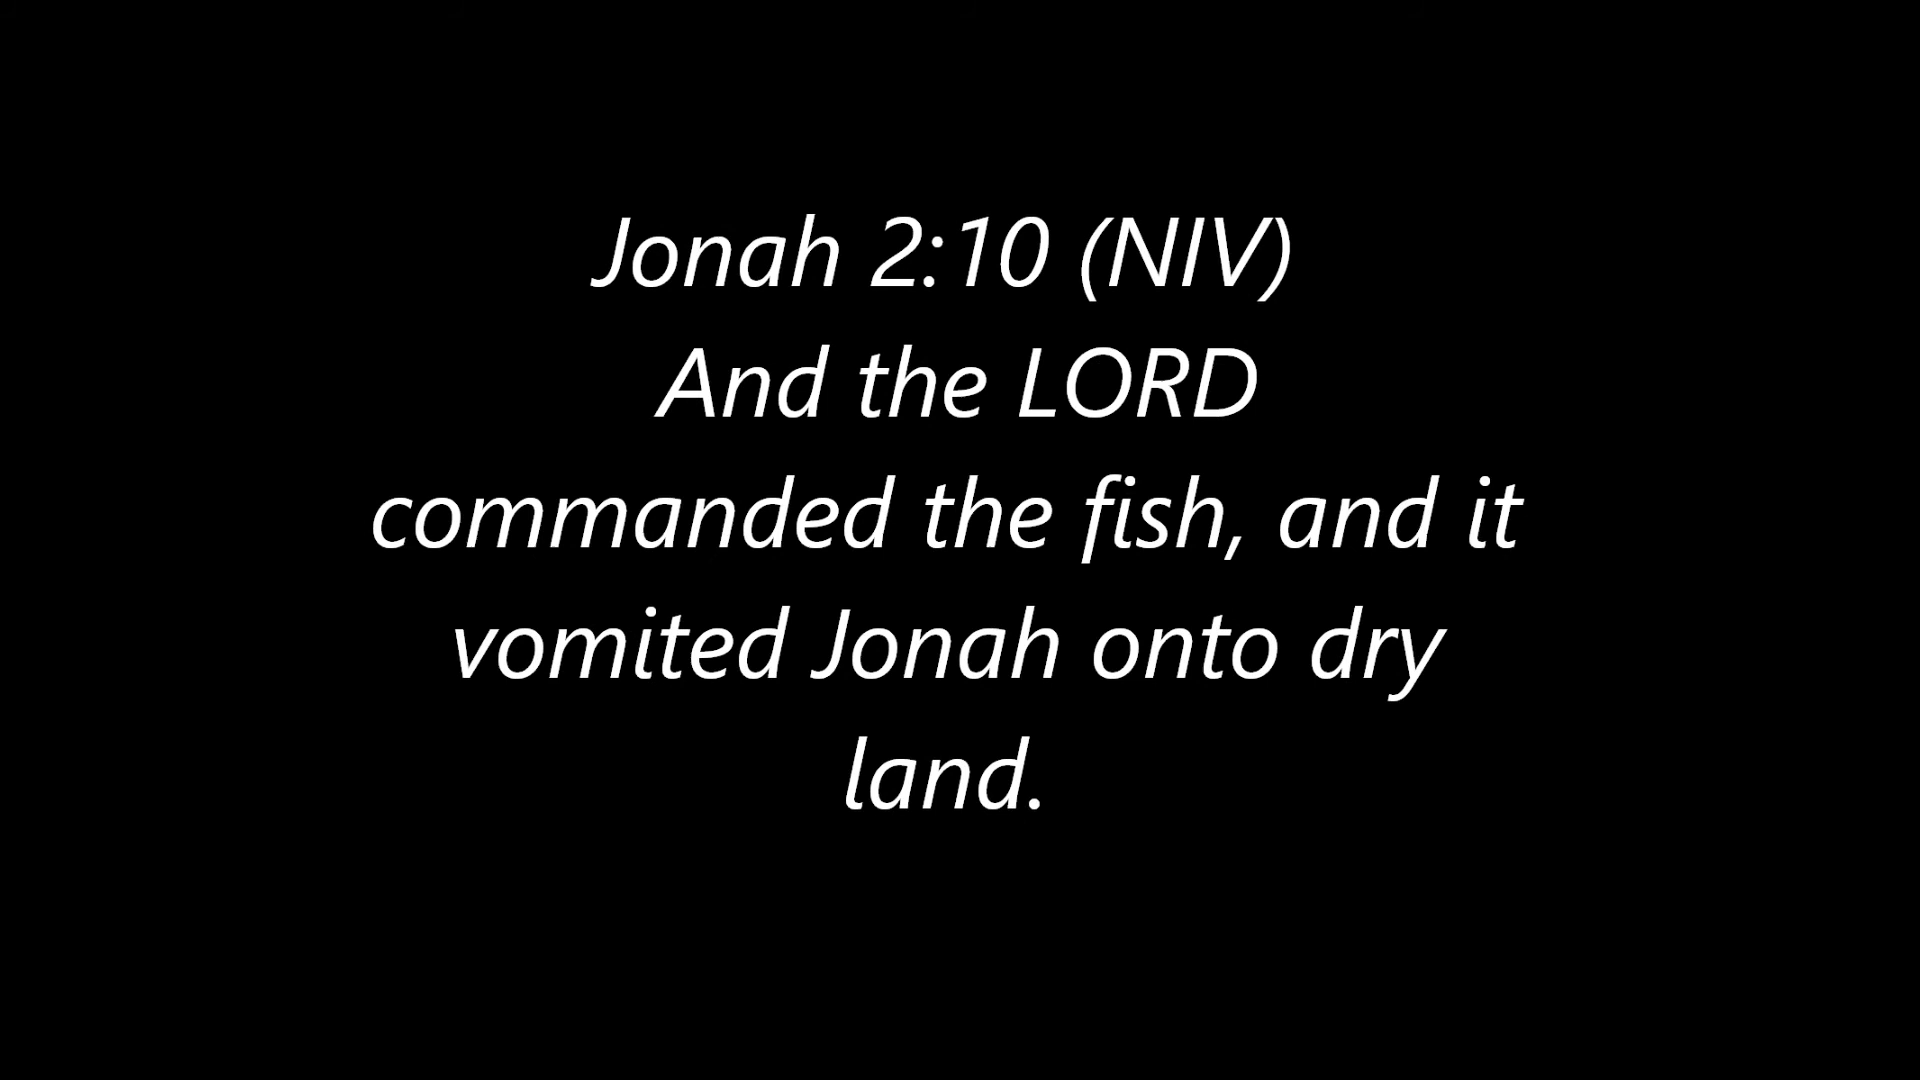 Jonah 2:10 (NIV)
And the LORD
commanded the fish, and it
vomited Jonah onto dry
land.